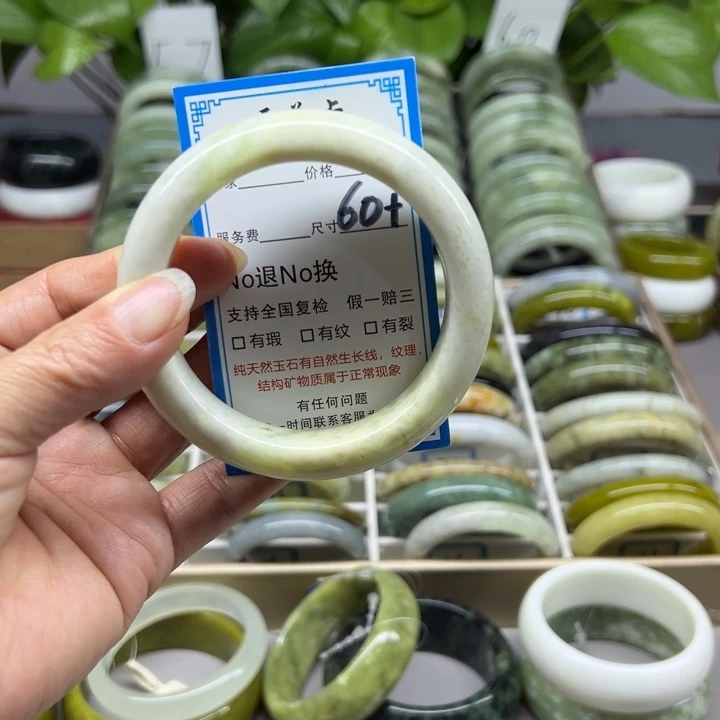 价格
60+
服务费 尺寸
No退No换
支持全国复检 假一赔三
□有瑕 □有纹 □有裂
纯天然玉石有自然生长线，纹理，
结构矿物质属于正常现象
有任何问题
时间联系客服
60